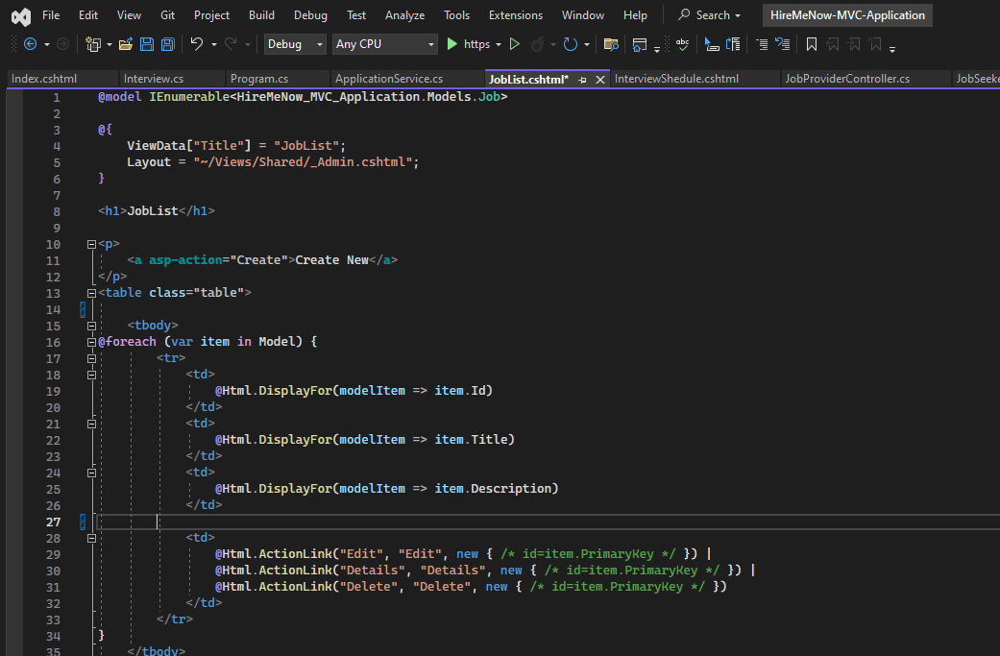 File Edit View Git Project Build Debug Test Analyze Tools Extensions Window Help Search HireMeNow-MVC-Application
Debug Any CPU https abc
Index.cshtml Interview.cs Program.cs ApplicationService.cs JobList.cshtml* InterviewShedule.cshtml JobProviderController.cs JobSeeke
1 @model IEnumerable<HireMeNow_MVC_Application.Models.Job>
2
3 @{
4 ViewData["Title"] = "JobList";
5 Layout = "~/Views/Shared/_Admin.cshtml";
6 }
7
8 <h1>JobList</h1>
9
10 <p>
11 <a asp-action="Create">Create New</a>
12 </p>
13 <table class="table">
14
15 <tbody>
16 @foreach (var item in Model) {
17 <tr>
18 <td>
19 @Html.DisplayFor(modelItem => item.Id)
20 </td>
21 <td>
22 @Html.DisplayFor(modelItem => item.Title)
23 </td>
24 <td>
25 @Html.DisplayFor(modelItem => item.Description)
26 </td>
27
28 <td>
29 @Html.ActionLink("Edit", "Edit", new { /* id=item.PrimaryKey */ }) |
30 @Html.ActionLink("Details", "Details", new { /* id=item.PrimaryKey */ }) |
31 @Html.ActionLink("Delete", "Delete", new { /* id=item.PrimaryKey */ })
32 </td>
33 </tr>
34 }
35 </tbody>